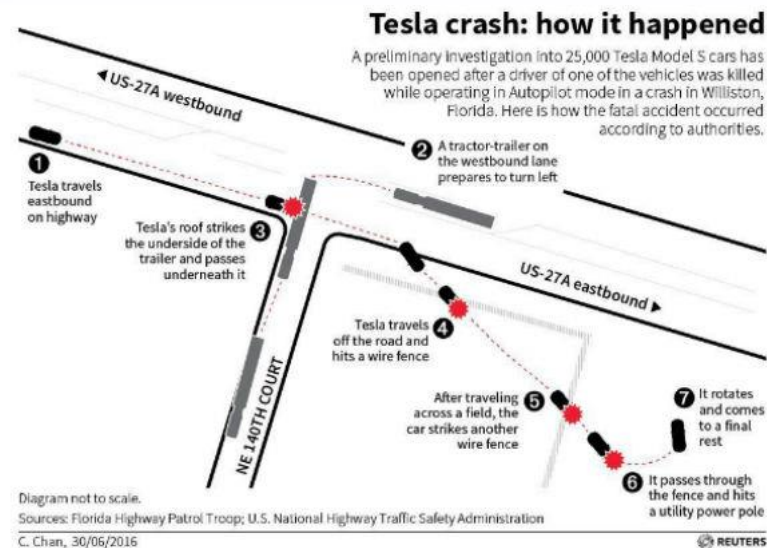 Tesla crash: how it happened
A preliminary investigation into 25,000 Tesla Model S cars has
been opened after a driver of one of the vehicles was killed
while operating in Autopilot mode in a crash in Williston,
Florida. Here is how the fatal accident occurred
according to authorities.
US-27A westbound
1
Tesla travels
eastbound
on highway
2 A tractor-trailer on
the westbound lane
prepares to turn left
Tesla's roof strikes 3
the underside of the
trailer and passes
underneath it
US-27A eastbound
Tesla travels 4
off the road and
hits a wire fence
NE 140TH COURT
After traveling 5
across a field, the
car strikes another
wire fence
6 It passes through
the fence and hits
a utility power pole
7 It rotates
and comes
to a final
rest
Diagram not to scale.
Sources: Florida Highway Patrol Troop; U.S. National Highway Traffic Safety Administration
C. Chan, 30/06/2016
REUTERS